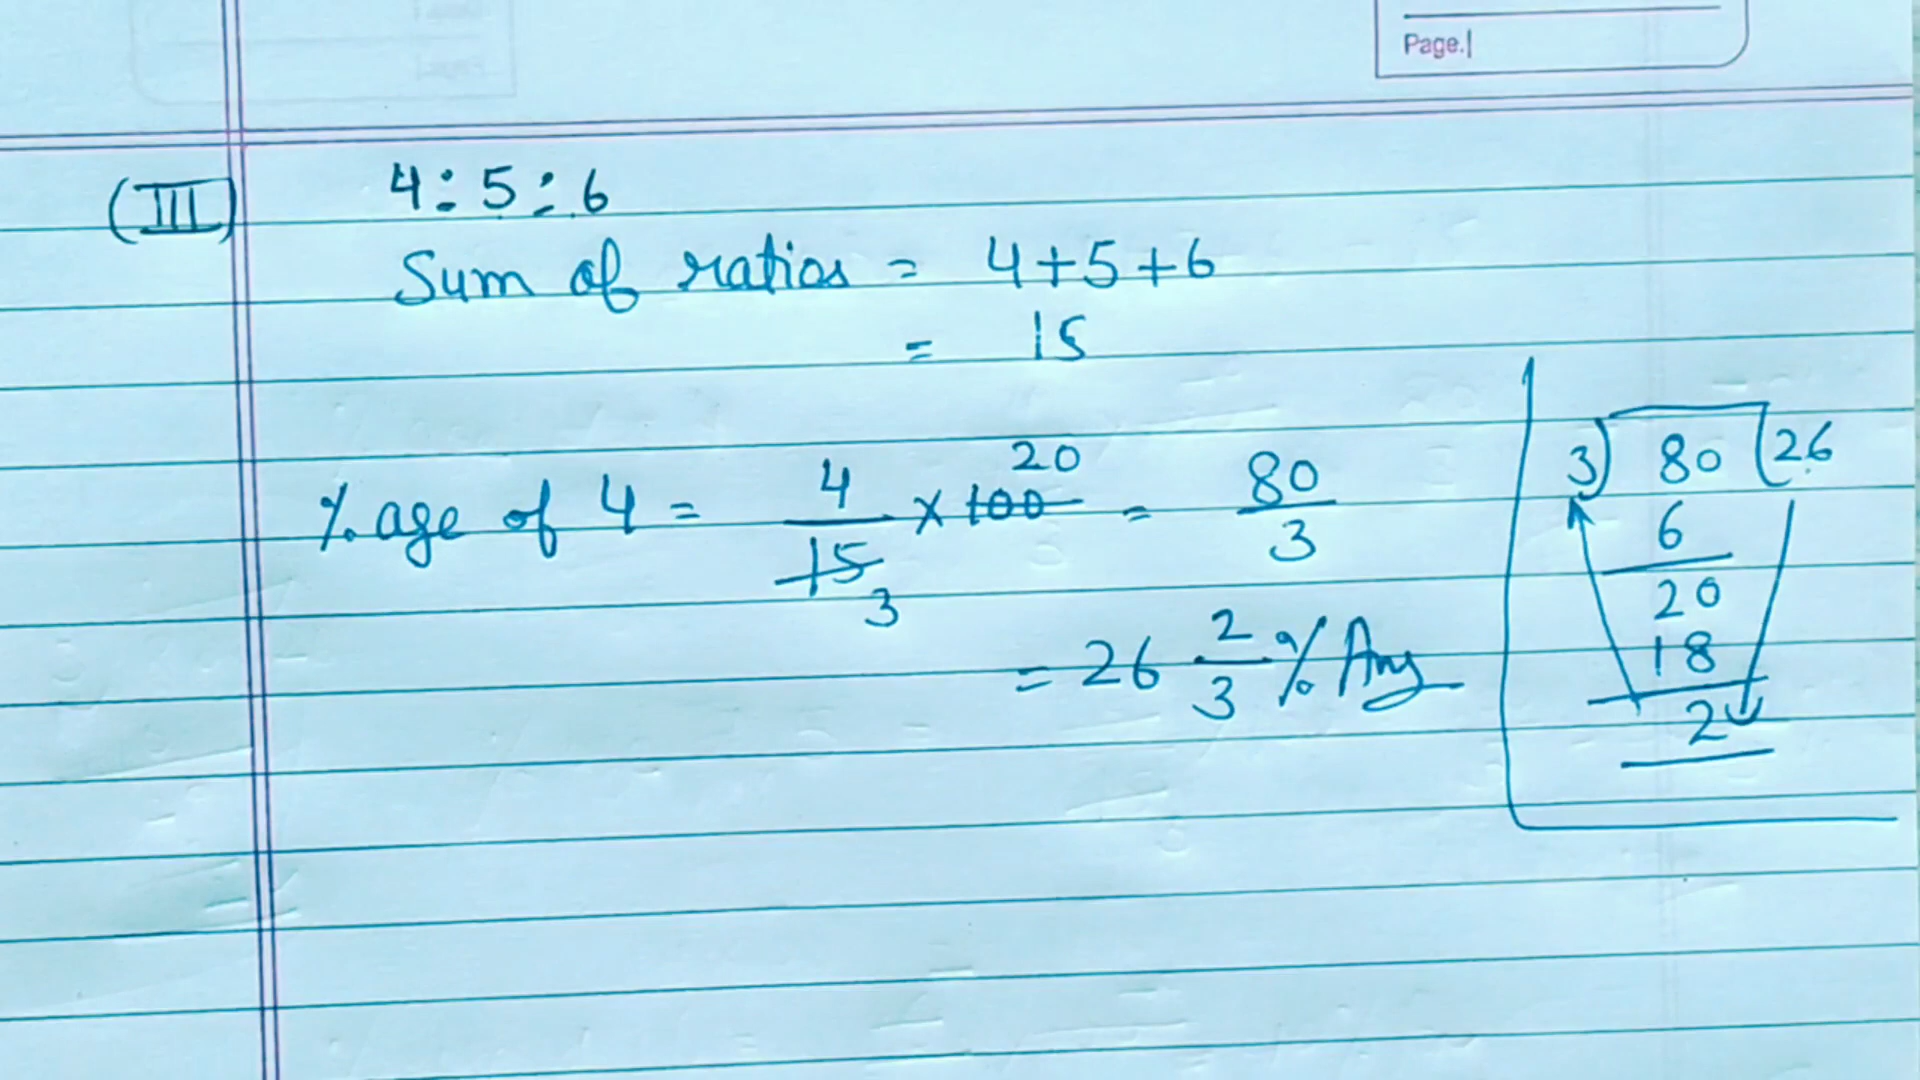 Page.
(III) 4 : 5 : 6
Sum of ratios = 4+5+6
= 15
%age of 4 = 4/15 × 100 = 80/3
20
3
= 26 2/3 % Ans
3) 80 (26
6
20
18
2